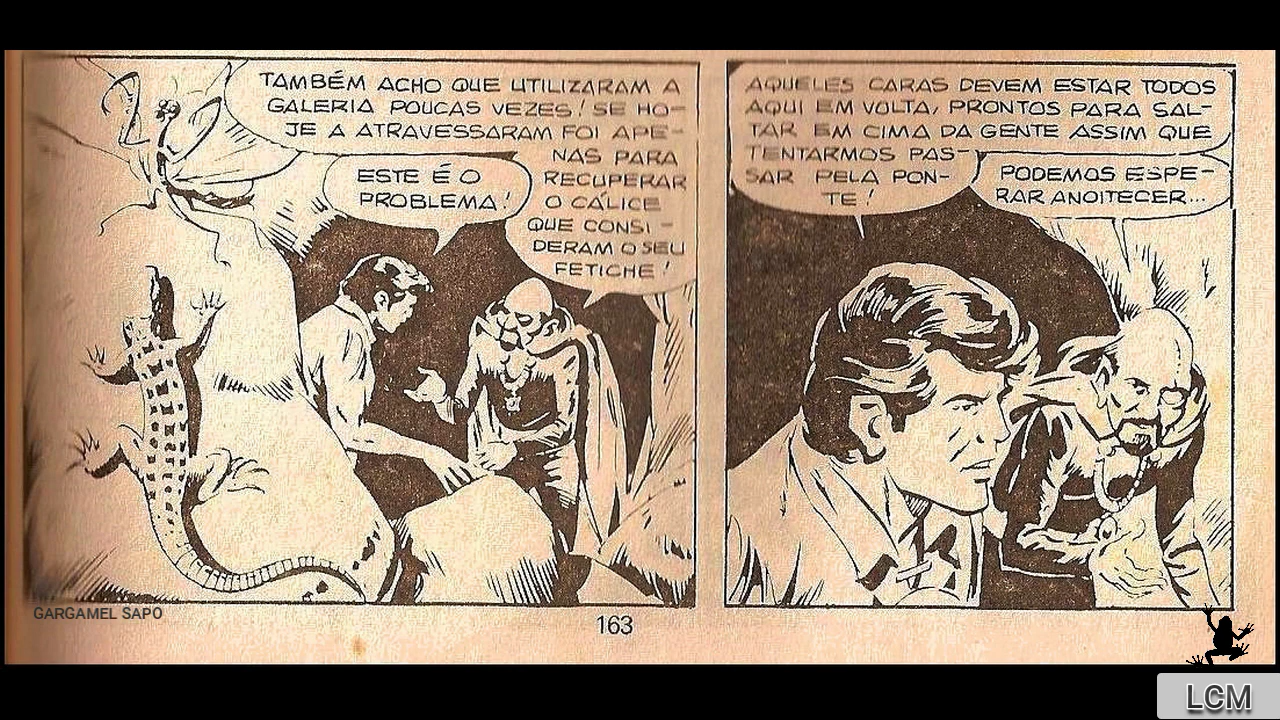 TAMBÉM ACHO QUE UTILIZARAM A
GALERIA POUCAS VEZES! SE HO-
JE A ATRAVESSARAM FOI APE-
NAS PARA
RECUPERAR
O CÁLICE
QUE CONSI-
DERAM O SEU
FETICHE!
ESTE É O
PROBLEMA!
AQUELES CARAS DEVEM ESTAR TODOS
AQUI EM VOLTA, PRONTOS PARA SAL-
TAR EM CIMA DA GENTE ASSIM QUE
TENTARMOS PAS-
SAR PELA PON-
TE!
PODEMOS ESPE-
RAR ANOITECER...
GARGAMEL SAPO
163
LCM